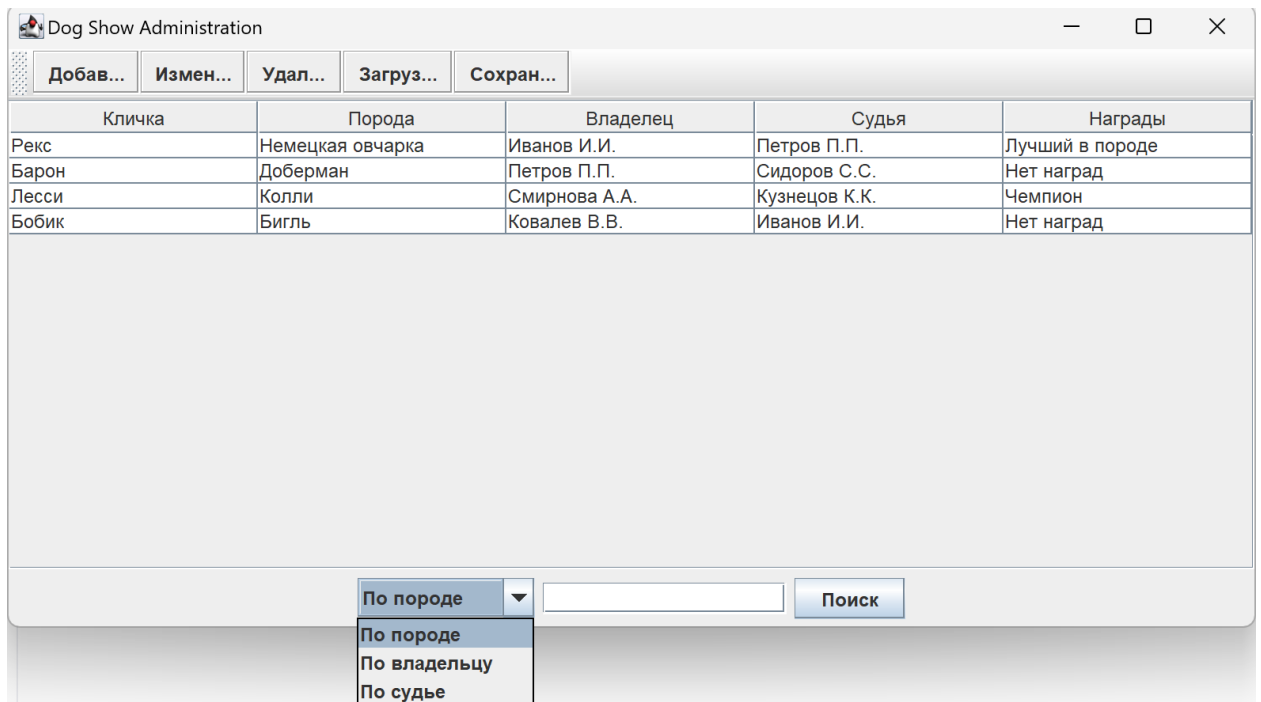 Dog Show Administration
Добав... Измен... Удал... Загруз... Сохран...
Кличка Порода Владелец Судья Награды
Рекс Немецкая овчарка Иванов И.И. Петров П.П. Лучший в породе
Барон Доберман Петров П.П. Сидоров С.С. Нет наград
Лесси Колли Смирнова А.А. Кузнецов К.К. Чемпион
Бобик Бигль Ковалев В.В. Иванов И.И. Нет наград
По породе Поиск
По породе
По владельцу
По судье